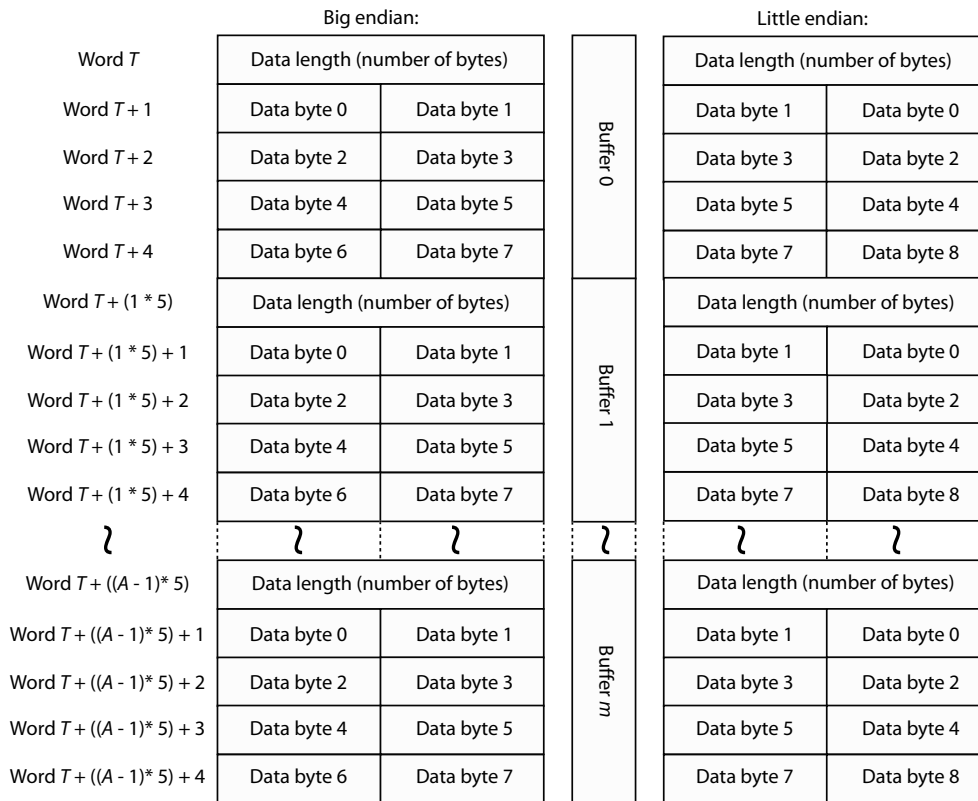 Big endian: Little endian:
Word T Data length (number of bytes) Data length (number of bytes)
Word T + 1 Data byte 0 Data byte 1 Data byte 1 Data byte 0
Word T + 2 Data byte 2 Data byte 3 Buffer 0 Data byte 3 Data byte 2
Word T + 3 Data byte 4 Data byte 5 Data byte 5 Data byte 4
Word T + 4 Data byte 6 Data byte 7 Data byte 7 Data byte 8
Word T + (1 * 5) Data length (number of bytes) Data length (number of bytes)
Word T + (1 * 5) + 1 Data byte 0 Data byte 1 Data byte 1 Data byte 0
Word T + (1 * 5) + 2 Data byte 2 Data byte 3 Buffer 1 Data byte 3 Data byte 2
Word T + (1 * 5) + 3 Data byte 4 Data byte 5 Data byte 5 Data byte 4
Word T + (1 * 5) + 4 Data byte 6 Data byte 7 Data byte 7 Data byte 8
Word T + ((A - 1)* 5) Data length (number of bytes) Data length (number of bytes)
Word T + ((A - 1)* 5) + 1 Data byte 0 Data byte 1 Data byte 1 Data byte 0
Word T + ((A - 1)* 5) + 2 Data byte 2 Data byte 3 Buffer m Data byte 3 Data byte 2
Word T + ((A - 1)* 5) + 3 Data byte 4 Data byte 5 Data byte 5 Data byte 4
Word T + ((A - 1)* 5) + 4 Data byte 6 Data byte 7 Data byte 7 Data byte 8